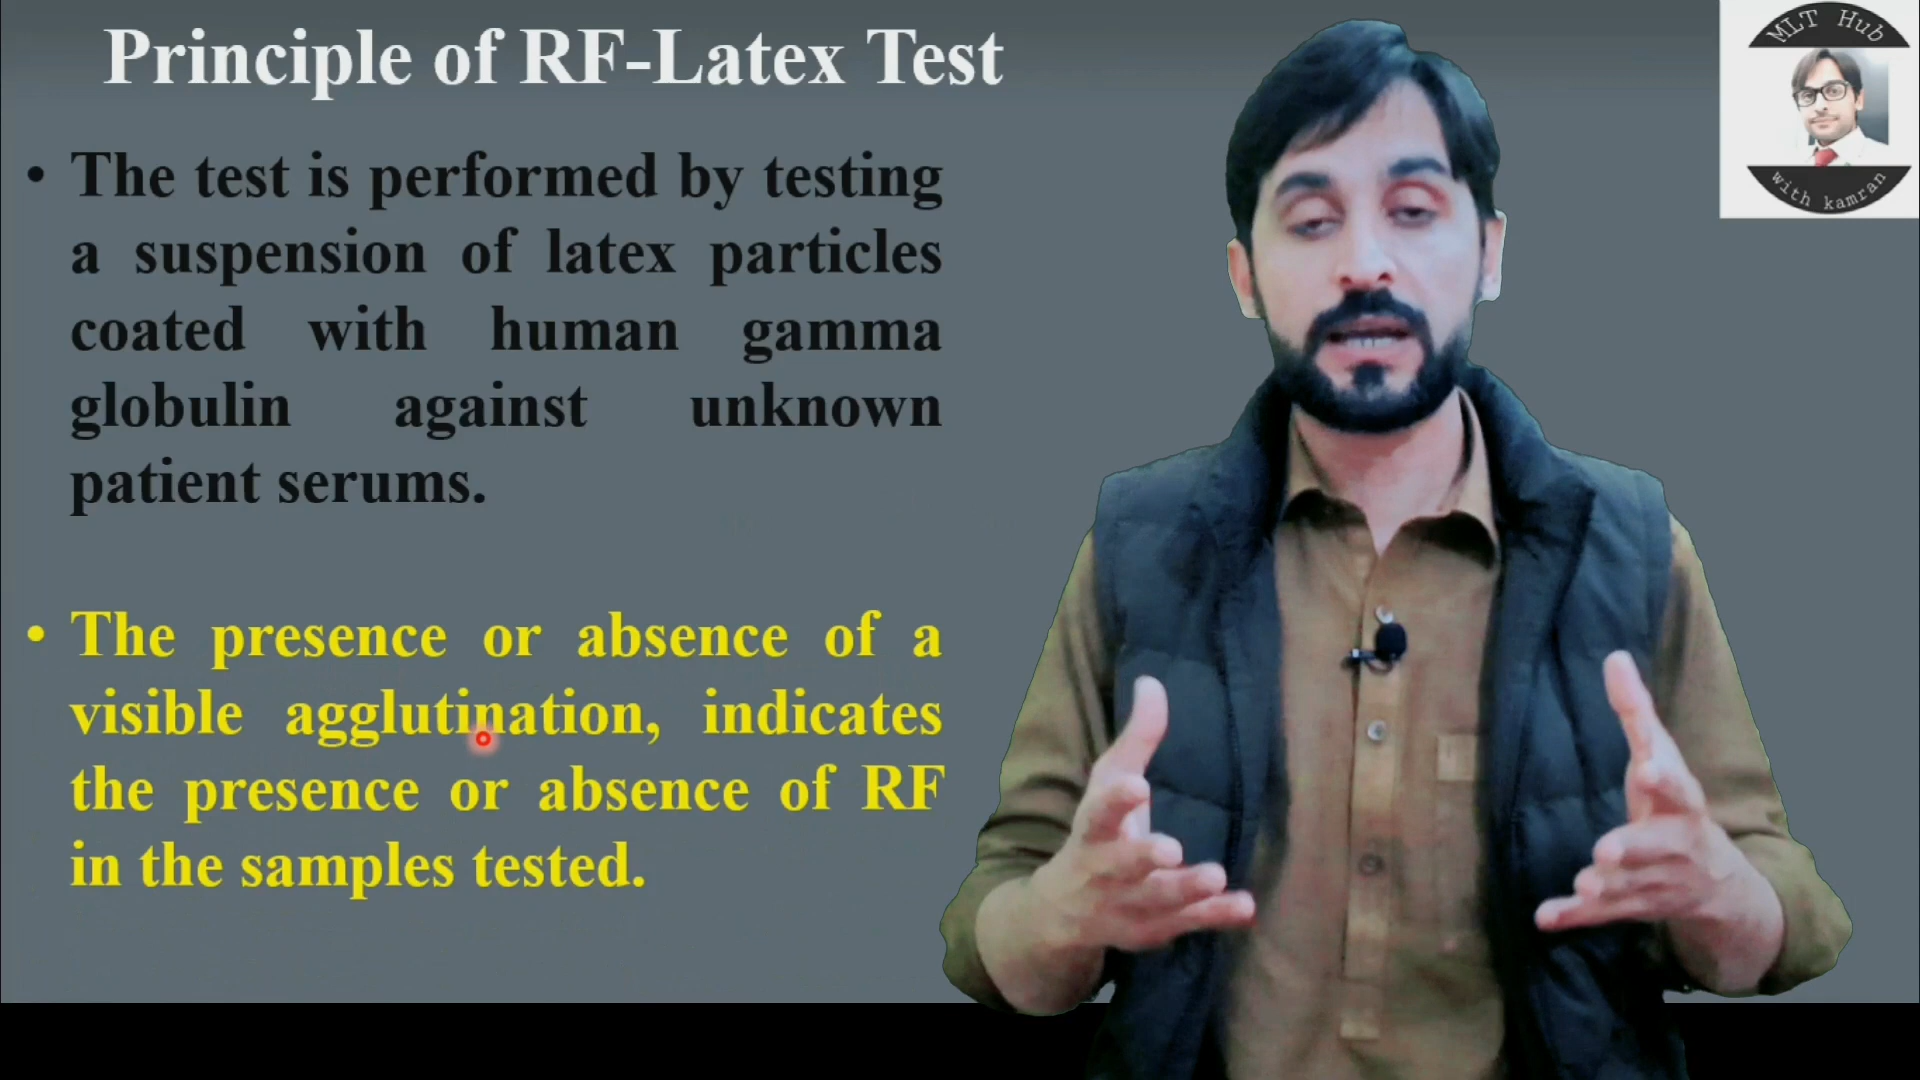 Principle of RF-Latex Test
MLT Hub
with kamran
• The test is performed by testing
a suspension of latex particles
coated with human gamma
globulin against unknown
patient serums.
• The presence or absence of a
visible agglutination, indicates
the presence or absence of RF
in the samples tested.